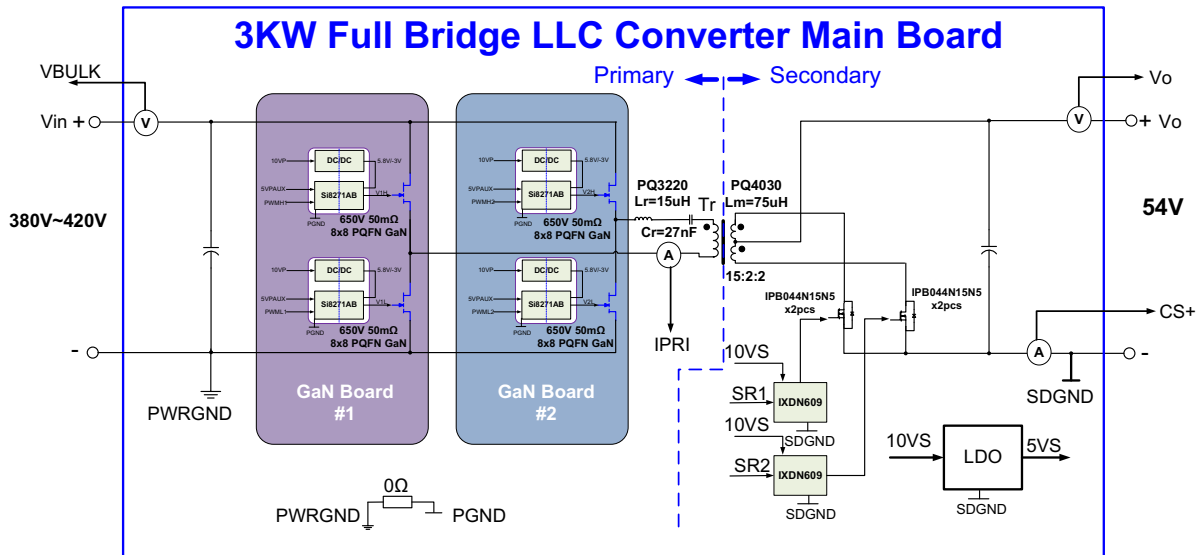 3KW Full Bridge LLC Converter Main Board
Primary
Secondary
VBULK
V
Vin +
380V~420V
-
PWRGND
10VP
DC/DC
5.8V/-3V
5VPAUX
Si8271AB
V1H
PWMH1
PGND
650V 50mΩ
8x8 PQFN GaN
10VP
DC/DC
5.8V/-3V
5VPAUX
Si8271AB
V1L
PWML1
PGND
650V 50mΩ
8x8 PQFN GaN
GaN Board
#1
10VP
DC/DC
5.8V/-3V
5VPAUX
Si8271AB
V2H
PWMH2
PGND
650V 50mΩ
8x8 PQFN GaN
10VP
DC/DC
5.8V/-3V
5VPAUX
Si8271AB
V2L
PWML2
PGND
650V 50mΩ
8x8 PQFN GaN
GaN Board
#2
PQ3220
Lr=15uH
Cr=27nF
Tr
PQ4030
Lm=75uH
15:2:2
A
IPRI
IPB044N15N5
x2pcs
IPB044N15N5
x2pcs
V
Vo
+ Vo
54V
CS+
A
-
SDGND
10VS
SR1
IXDN609
SDGND
10VS
SR2
IXDN609
SDGND
10VS
LDO
5VS
SDGND
0Ω
PWRGND
PGND